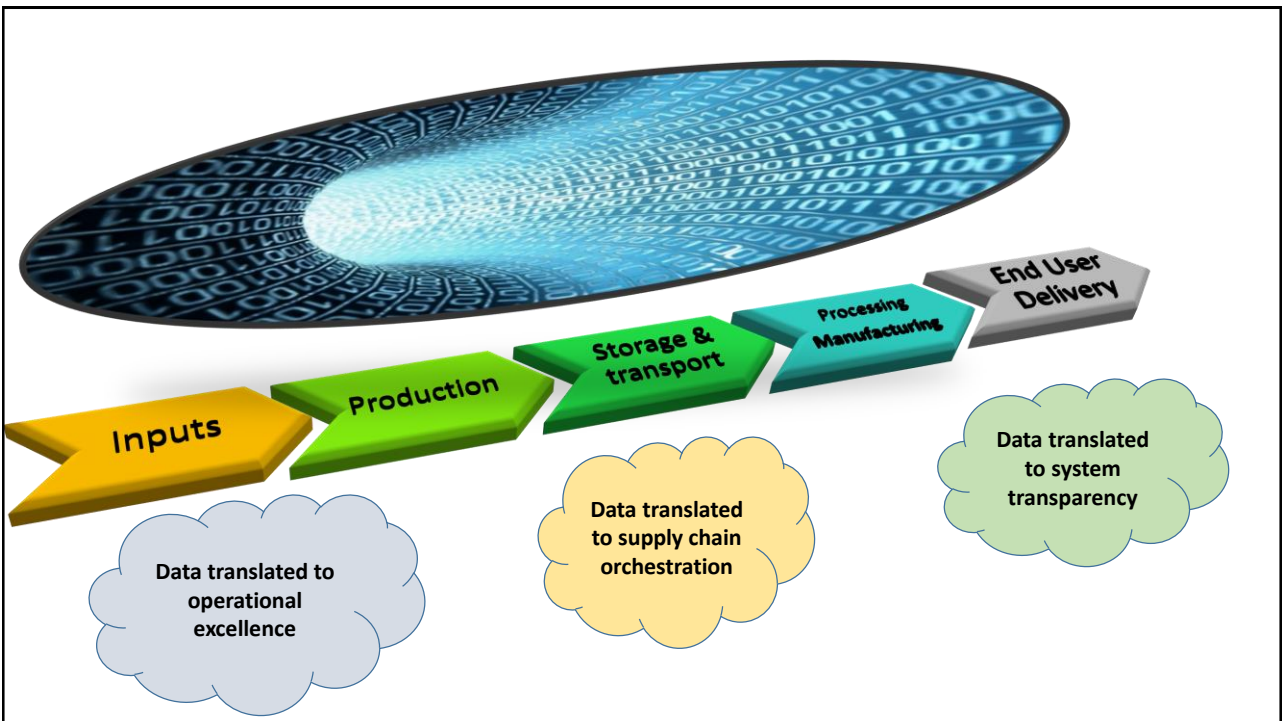 Inputs
Production
Storage &
transport
Processing
Manufacturing
End User
Delivery
Data translated to
operational
excellence
Data translated
to supply chain
orchestration
Data translated
to system
transparency